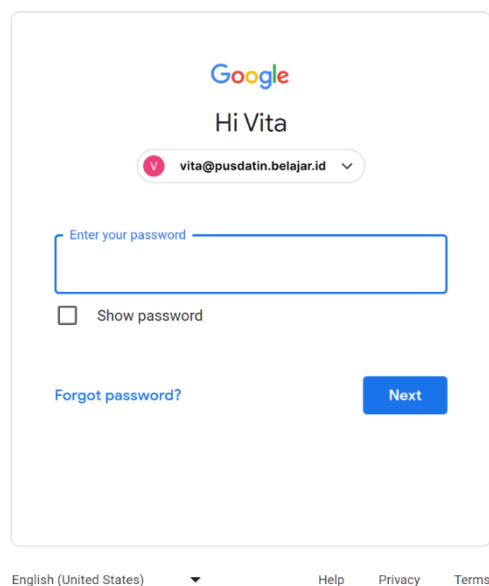 Google
Hi Vita
V vita@pusdatin.belajar.id
Enter your password
Show password
Forgot password? Next
English (United States) Help Privacy Terms